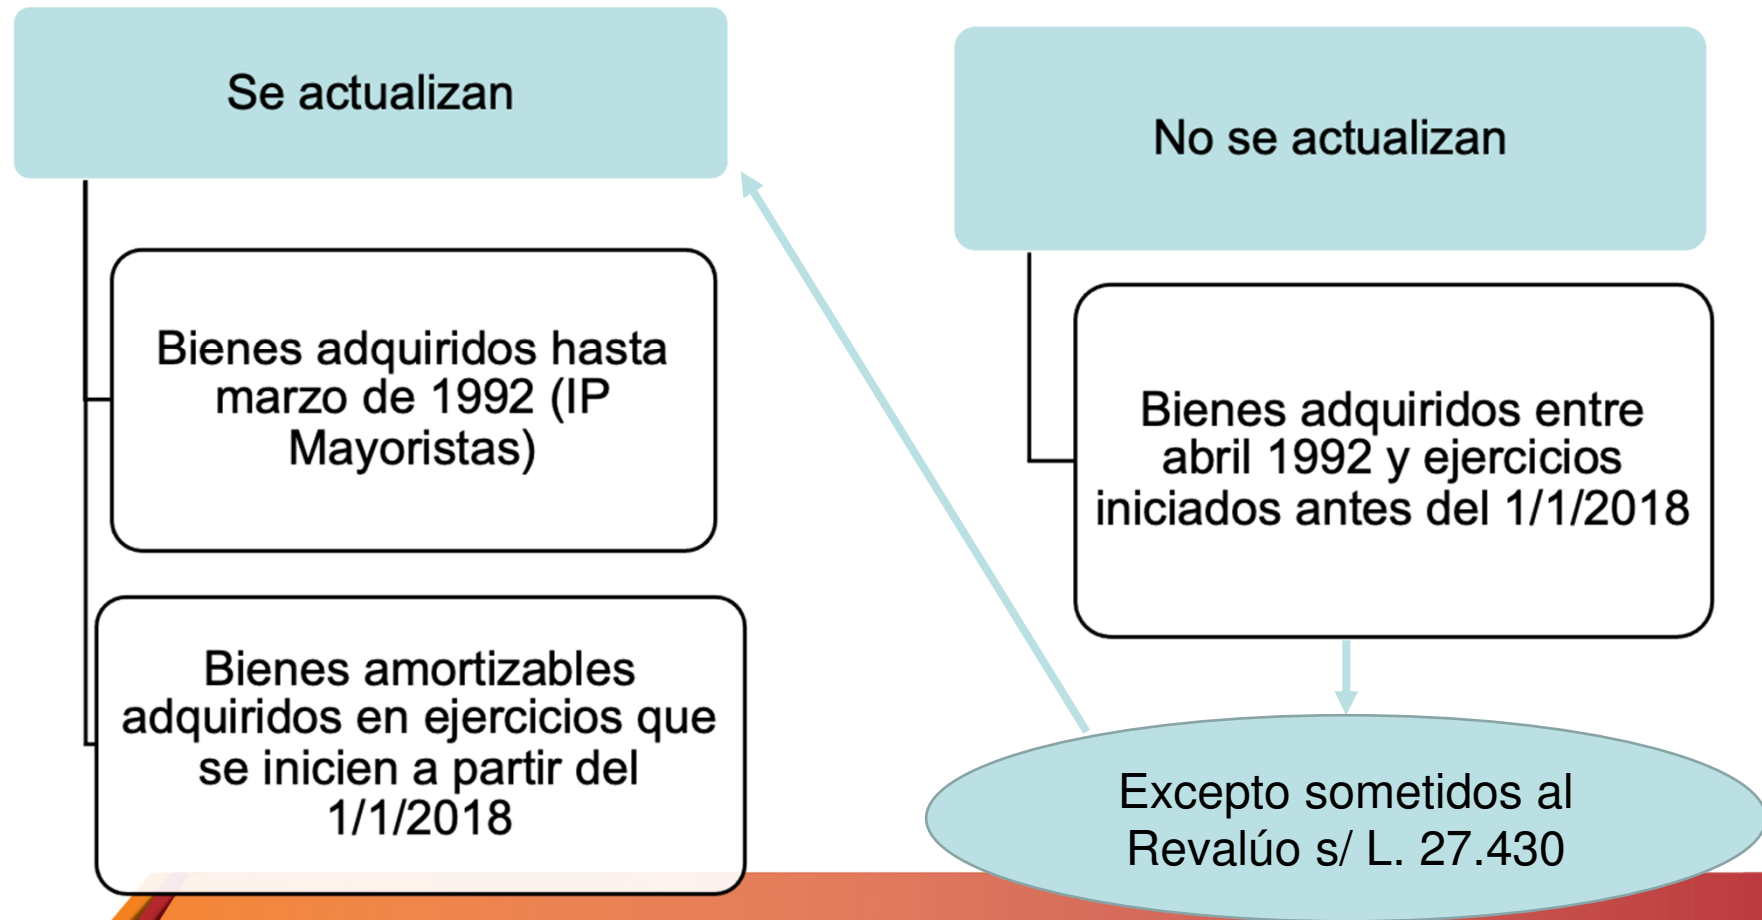 Se actualizan
Bienes adquiridos hasta
marzo de 1992 (IP
Mayoristas)
Bienes amortizables
adquiridos en ejercicios que
se inicien a partir del
1/1/2018
No se actualizan
Bienes adquiridos entre
abril 1992 y ejercicios
iniciados antes del 1/1/2018
Excepto sometidos al
Revalúo s/ L. 27.430